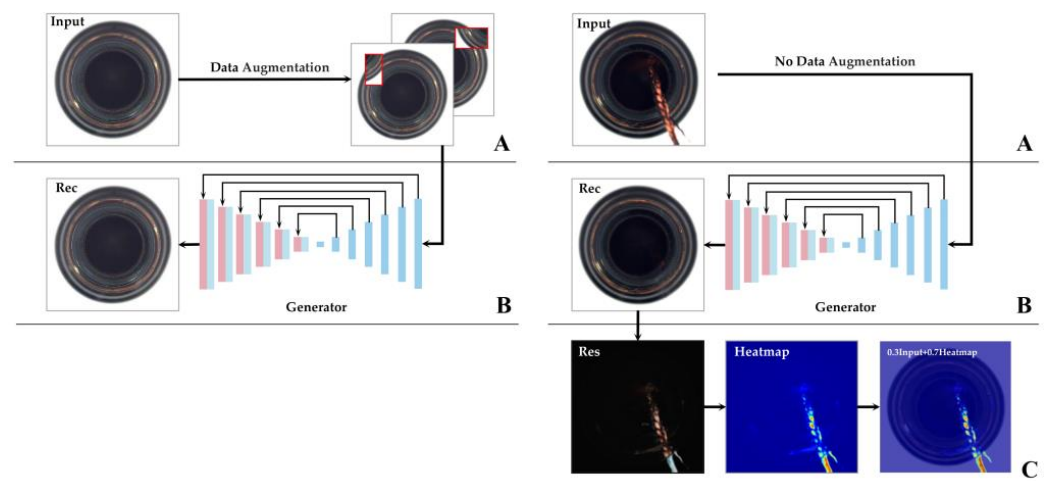 Input
Data Augmentation
A
Rec
Generator
B
Input
No Data Augmentation
A
Rec
Generator
B
Res
Heatmap
0.3Input+0.7Heatmap
C